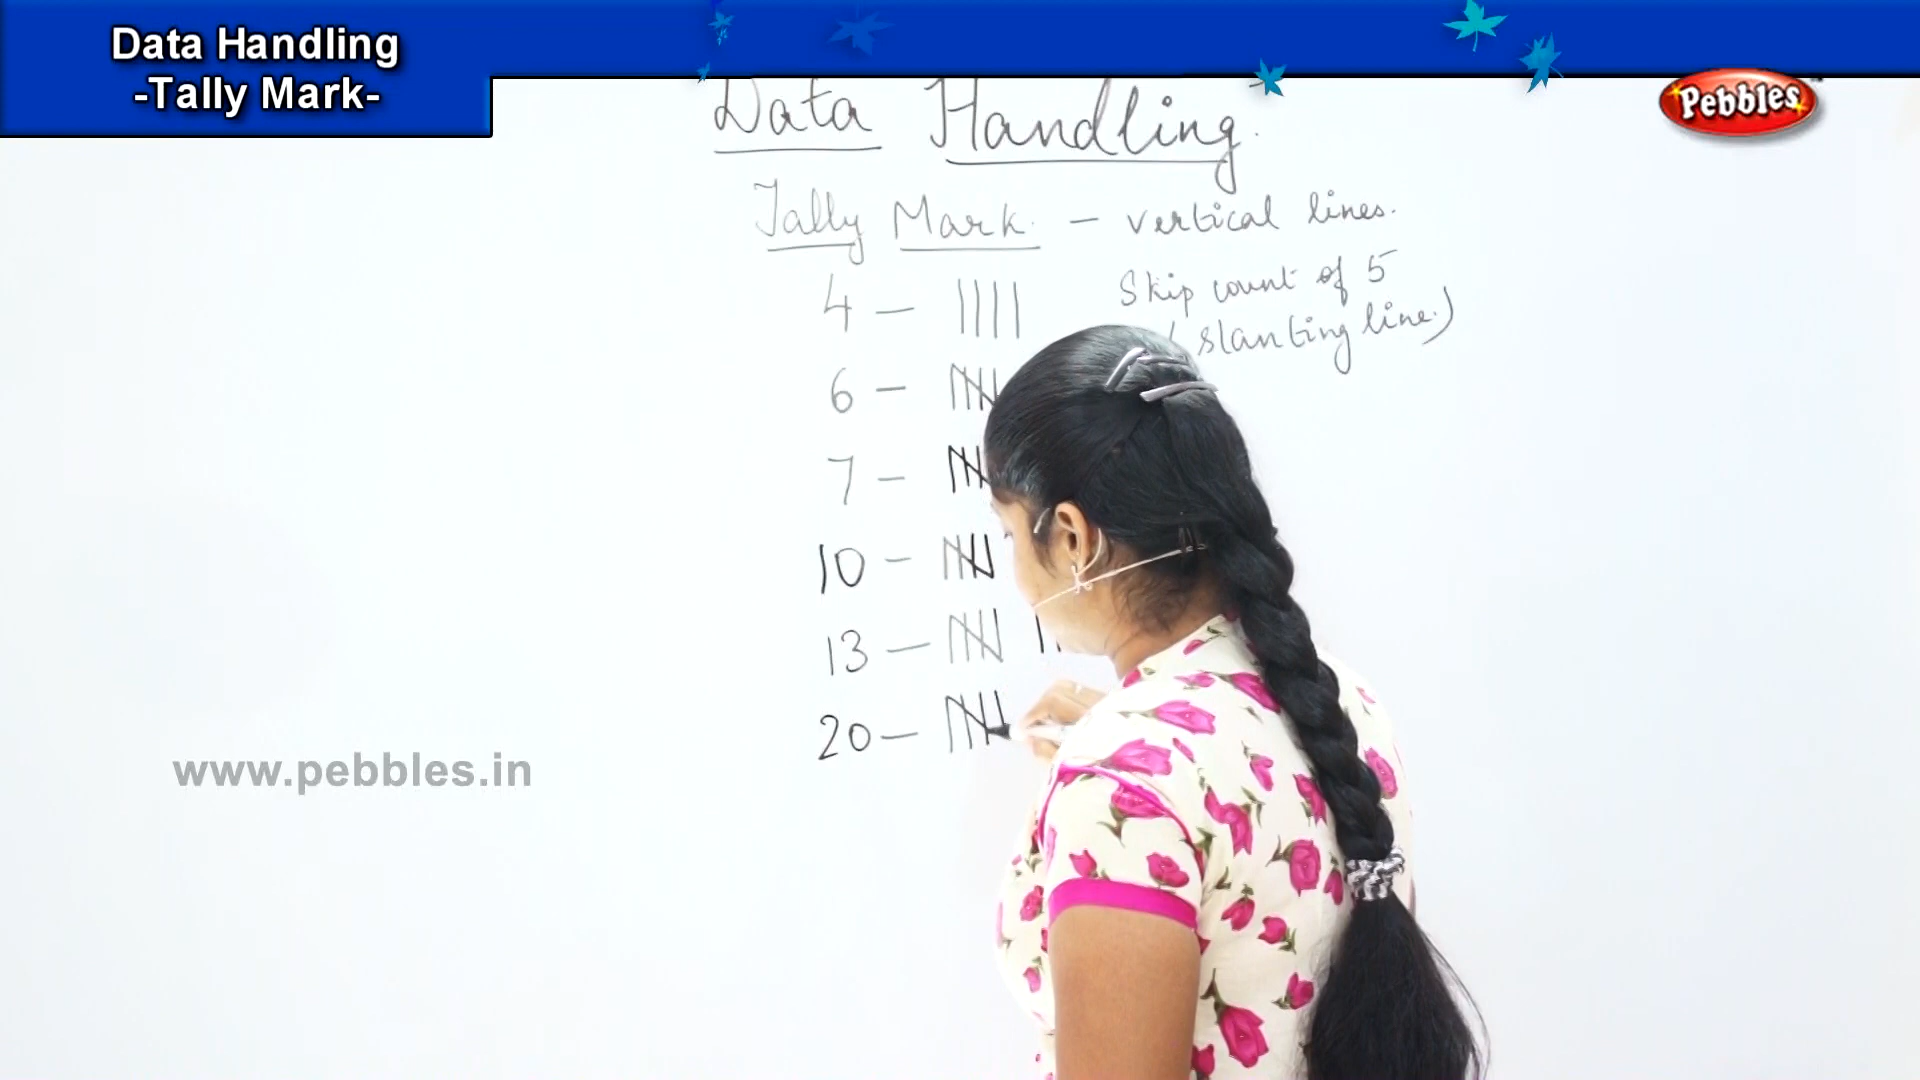 Data Handling
-Tally Mark-
Pebbles
Data Handling
Tally Mark. - vertical lines.
4 - ||||
Skip count of 5
(slanting line.)
6 -
7 -
10 -
13 -
20 -
www.pebbles.in